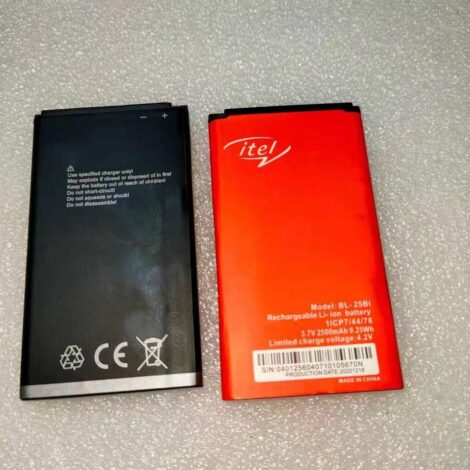 - +
Use specified charger only!
May explode if closed or disposed of in fire!
Keep the battery out of reach of children!
Do not short-circuit!
Do not squeeze or shock!
Do not disassemble!
itel
Model: BL-25BI
Rechargeable Li-ion battery
1ICP7/44/78
3.7V 2500mAh 9.25Wh
Limited charge voltage:4.2V
S/N:0401256040710105670N
PRODUCTION DATE:20201216
MADE IN CHINA